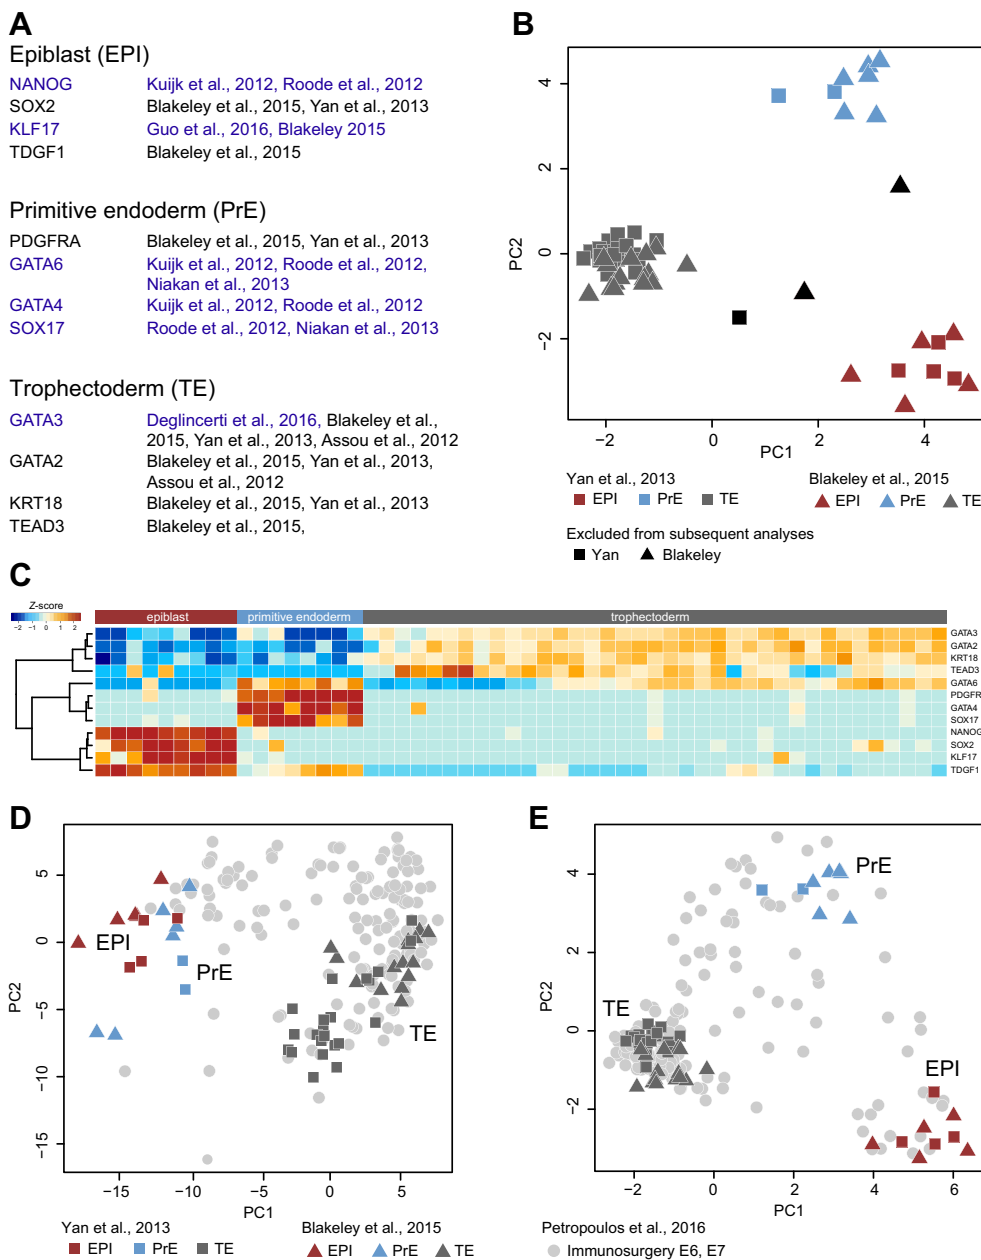 A
Epiblast (EPI)
NANOG Kuijk et al., 2012, Roode et al., 2012
SOX2 Blakeley et al., 2015, Yan et al., 2013
KLF17 Guo et al., 2016, Blakeley 2015
TDGF1 Blakeley et al., 2015
Primitive endoderm (PrE)
PDGFRA Blakeley et al., 2015, Yan et al., 2013
GATA6 Kuijk et al., 2012, Roode et al., 2012,
Niakan et al., 2013
GATA4 Kuijk et al., 2012, Roode et al., 2012
SOX17 Roode et al., 2012, Niakan et al., 2013
Trophectoderm (TE)
GATA3 Deglincerti et al., 2016, Blakeley et al.,
2015, Yan et al., 2013, Assou et al., 2012
GATA2 Blakeley et al., 2015, Yan et al., 2013,
Assou et al., 2012
KRT18 Blakeley et al., 2015, Yan et al., 2013
TEAD3 Blakeley et al., 2015,
B
4
2
0
−2
PC2
−2 0 2 4
PC1
Yan et al., 2013 Blakeley et al., 2015
EPI PrE TE EPI PrE TE
Excluded from subsequent analyses
Yan Blakeley
C
Z-score
−2 −1 0 1 2
epiblast primitive endoderm trophectoderm
GATA3
GATA2
KRT18
TEAD3
GATA6
PDGFR
GATA4
SOX17
NANOG
SOX2
KLF17
TDGF1
D
5
0
−5
−10
−15
PC2
EPI
PrE
TE
−15 −10 −5 0 5
PC1
Yan et al., 2013 Blakeley et al., 2015
EPI PrE TE EPI PrE TE
E
4
2
0
−2
PC2
PrE
TE
EPI
−2 0 2 4 6
PC1
Petropoulos et al., 2016
Immunosurgery E6, E7